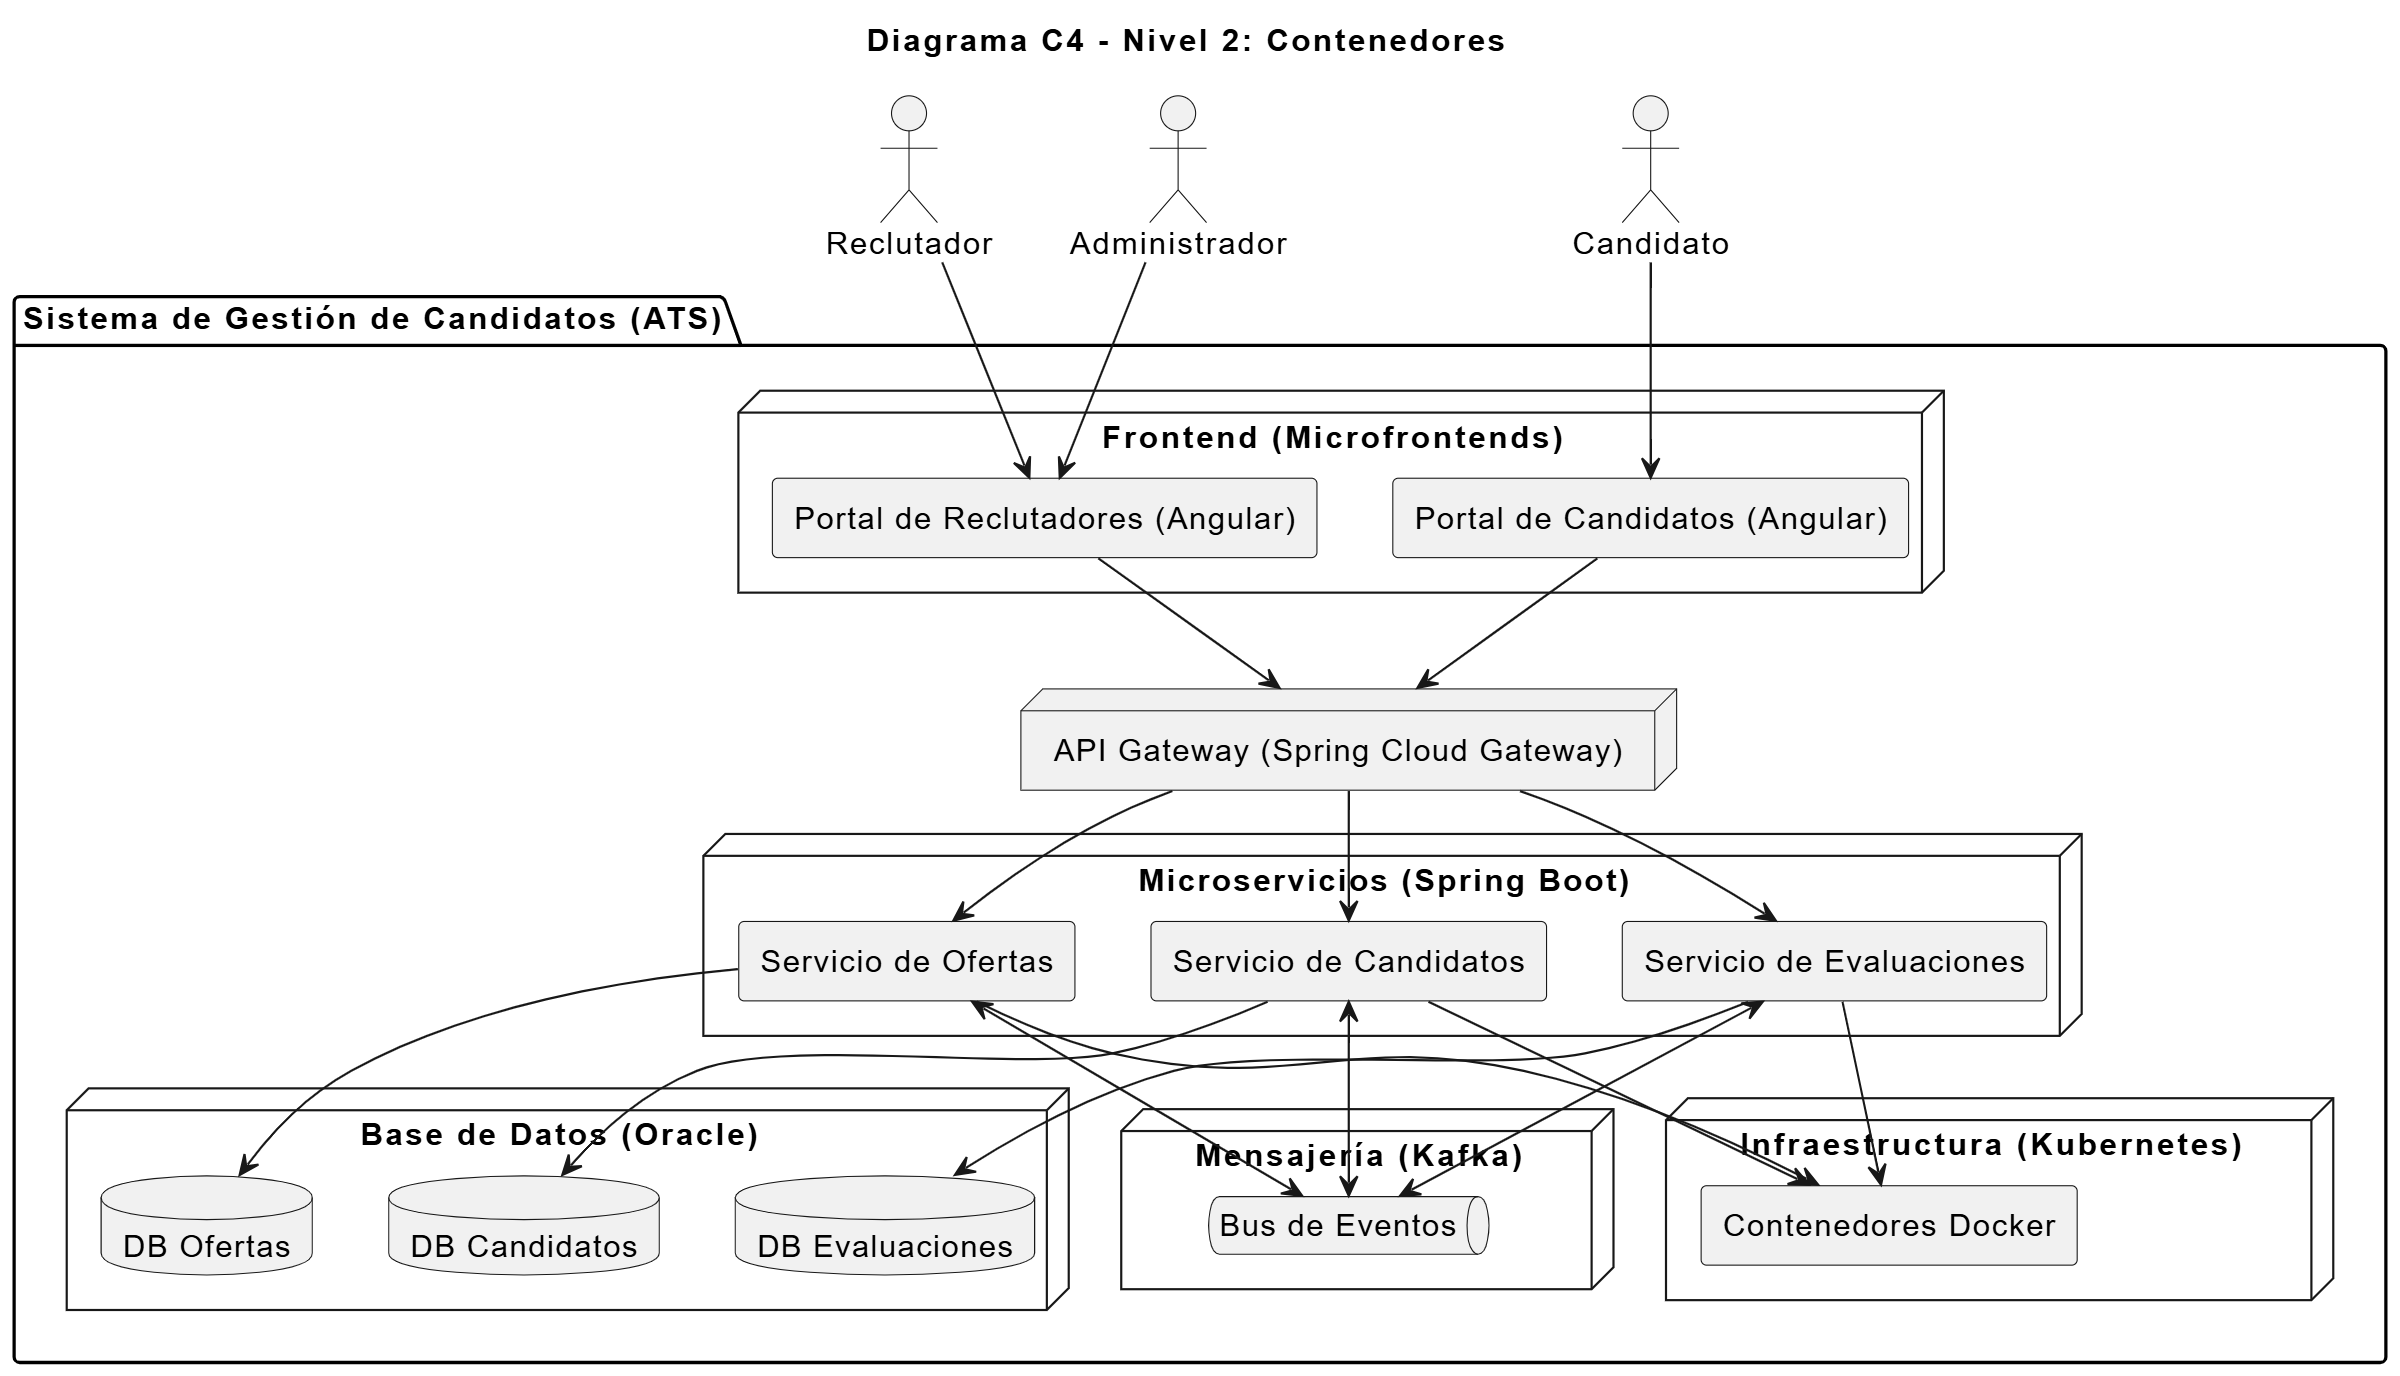 Diagrama C4 - Nivel 2: Contenedores
Reclutador
Administrador
Candidato
Sistema de Gestión de Candidatos (ATS)
Frontend (Microfrontends)
Portal de Reclutadores (Angular)
Portal de Candidatos (Angular)
API Gateway (Spring Cloud Gateway)
Microservicios (Spring Boot)
Servicio de Ofertas
Servicio de Candidatos
Servicio de Evaluaciones
Base de Datos (Oracle)
DB Ofertas
DB Candidatos
DB Evaluaciones
Mensajería (Kafka)
Bus de Eventos
Infraestructura (Kubernetes)
Contenedores Docker